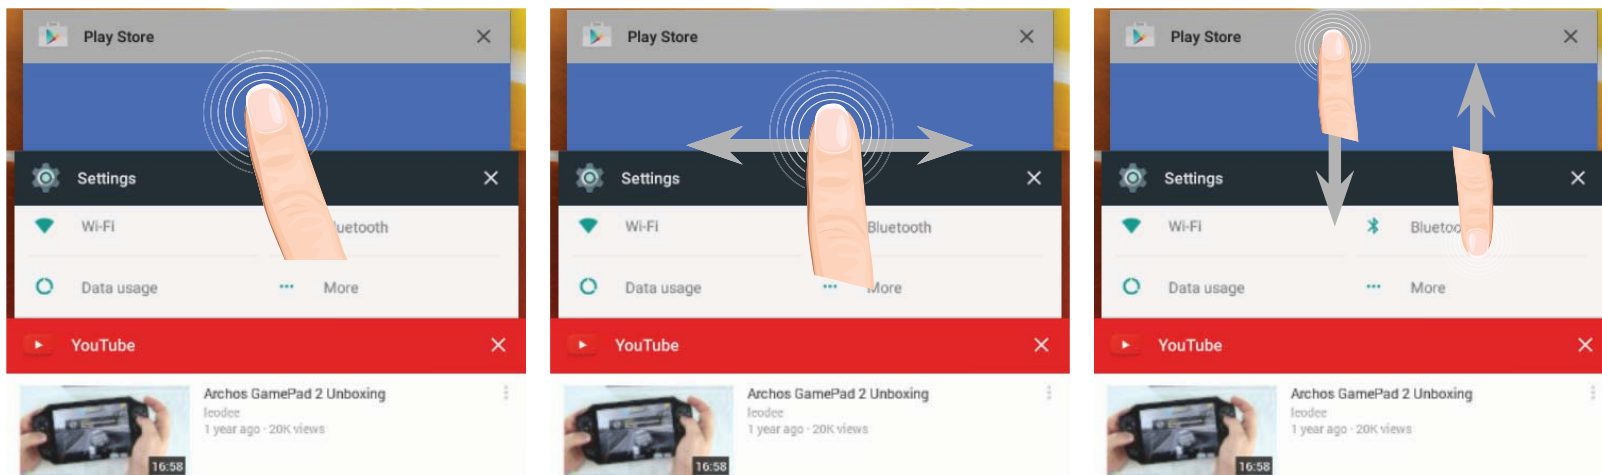 Play Store
Settings
Wi-Fi uetooth
Data usage More
YouTube
Archos GamePad 2 Unboxing
leodee
1 year ago · 20K views
16:58
Play Store
Settings
Wi-Fi Bluetooth
Data usage More
YouTube
Archos GamePad 2 Unboxing
leodee
1 year ago · 20K views
16:58
Play Store
Settings
Wi-Fi Bluetoo
Data usage More
YouTube
Archos GamePad 2 Unboxing
leodee
1 year ago · 20K views
16:58